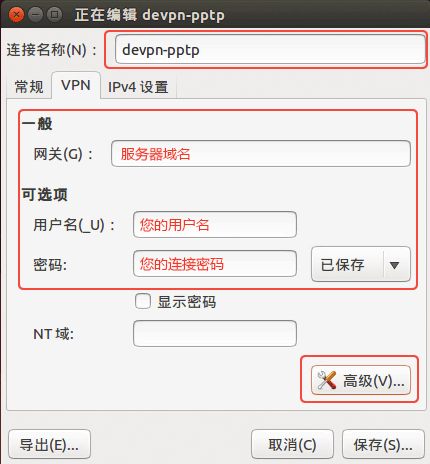 正在编辑 devpn-pptp
连接名称(N)： devpn-pptp
常规 VPN IPv4 设置
一般
网关(G)： 服务器域名
可选项
用户名(_U)： 您的用户名
密码: 您的连接密码 已保存
显示密码
NT 域:
高级(V)...
导出(E)... 取消(C) 保存(S)...